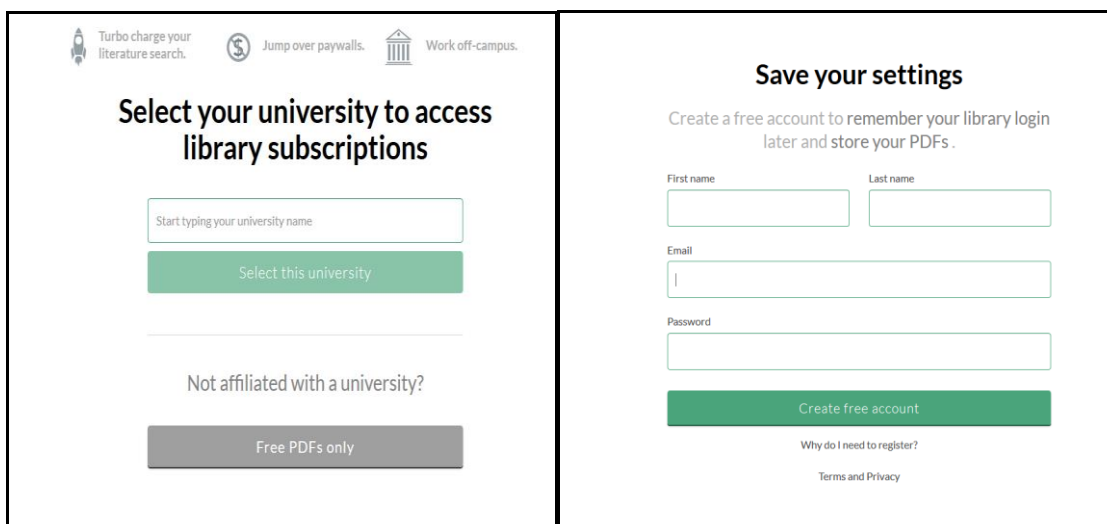 Turbo charge your
literature search.
Jump over paywalls.
Work off-campus.
Select your university to access
library subscriptions
Start typing your university name
Select this university
Not affiliated with a university?
Free PDFs only
Save your settings
Create a free account to remember your library login
later and store your PDFs .
First name
Last name
Email
Password
Create free account
Why do I need to register?
Terms and Privacy